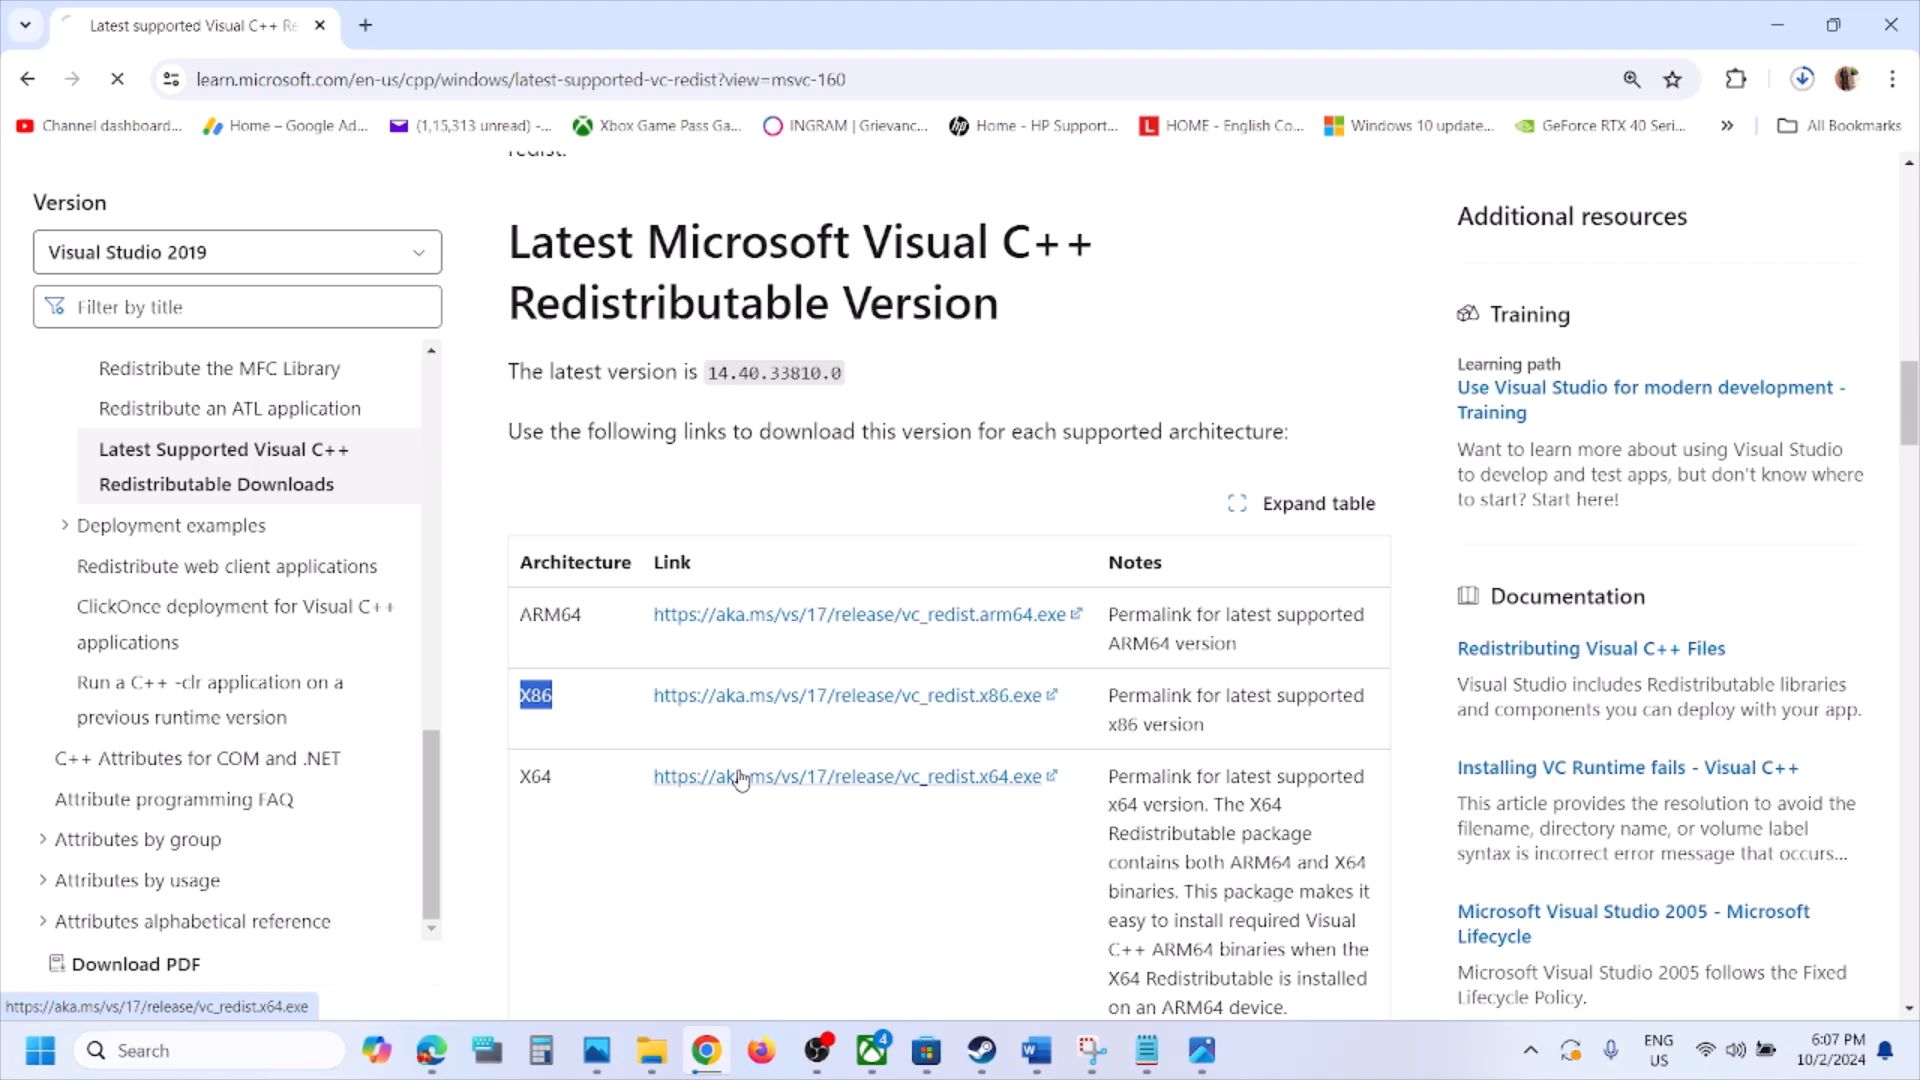 Latest supported Visual C++ Re
learn.microsoft.com/en-us/cpp/windows/latest-supported-vc-redist?view=msvc-160
Channel dashboard...
Home – Google Ad...
(1,15,313 unread) -...
Xbox Game Pass Ga...
INGRAM | Grievanc...
Home - HP Support...
HOME - English Co...
Windows 10 update...
GeForce RTX 40 Seri...
All Bookmarks
redist.
Version
Visual Studio 2019
Filter by title
Redistribute the MFC Library
Redistribute an ATL application
Latest Supported Visual C++
Redistributable Downloads
Deployment examples
Redistribute web client applications
ClickOnce deployment for Visual C++
applications
Run a C++ -clr application on a
previous runtime version
C++ Attributes for COM and .NET
Attribute programming FAQ
Attributes by group
Attributes by usage
Attributes alphabetical reference
Download PDF
Latest Microsoft Visual C++
Redistributable Version
The latest version is 14.40.33810.0
Use the following links to download this version for each supported architecture:
Expand table
Architecture Link Notes
ARM64 https://aka.ms/vs/17/release/vc_redist.arm64.exe Permalink for latest supported
ARM64 version
X86 https://aka.ms/vs/17/release/vc_redist.x86.exe Permalink for latest supported
x86 version
X64 https://aka.ms/vs/17/release/vc_redist.x64.exe Permalink for latest supported
x64 version. The X64
Redistributable package
contains both ARM64 and X64
binaries. This package makes it
easy to install required Visual
C++ ARM64 binaries when the
X64 Redistributable is installed
on an ARM64 device.
Additional resources
Training
Learning path
Use Visual Studio for modern development -
Training
Want to learn more about using Visual Studio
to develop and test apps, but don't know where
to start? Start here!
Documentation
Redistributing Visual C++ Files
Visual Studio includes Redistributable libraries
and components you can deploy with your app.
Installing VC Runtime fails - Visual C++
This article provides the resolution to avoid the
filename, directory name, or volume label
syntax is incorrect error message that occurs...
Microsoft Visual Studio 2005 - Microsoft
Lifecycle
Microsoft Visual Studio 2005 follows the Fixed
Lifecycle Policy.
https://aka.ms/vs/17/release/vc_redist.x64.exe
Search
4
ENG
US
6:07 PM
10/2/2024